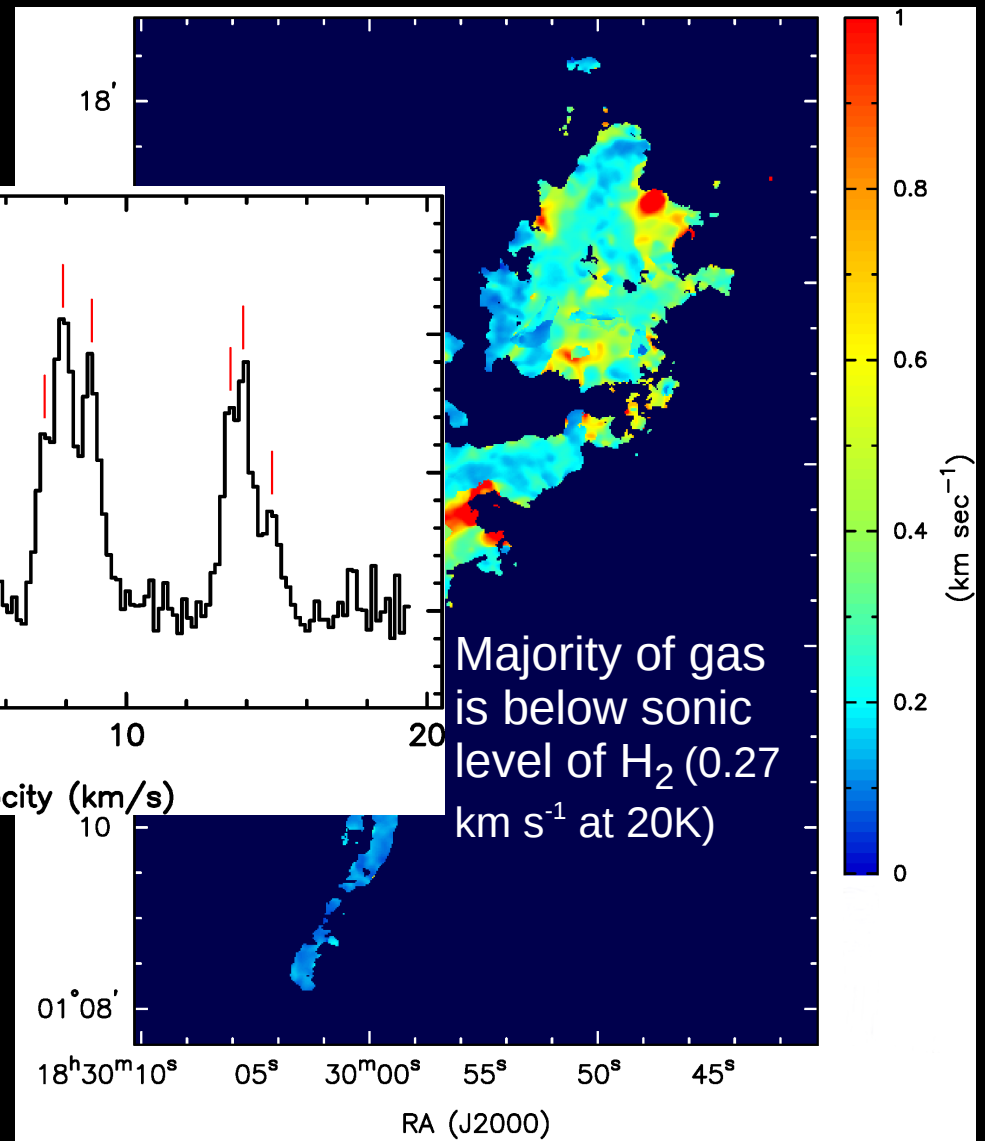 1
18′
0.8
0.6
(km sec⁻¹)
0.4
Majority of gas
is below sonic
level of H₂ (0.27
km s⁻¹ at 20K)
0.2
10 20
city (km/s)
10
0
01°08′
18ʰ30ᵐ10ˢ 05ˢ 30ᵐ00ˢ 55ˢ 50ˢ 45ˢ
RA (J2000)